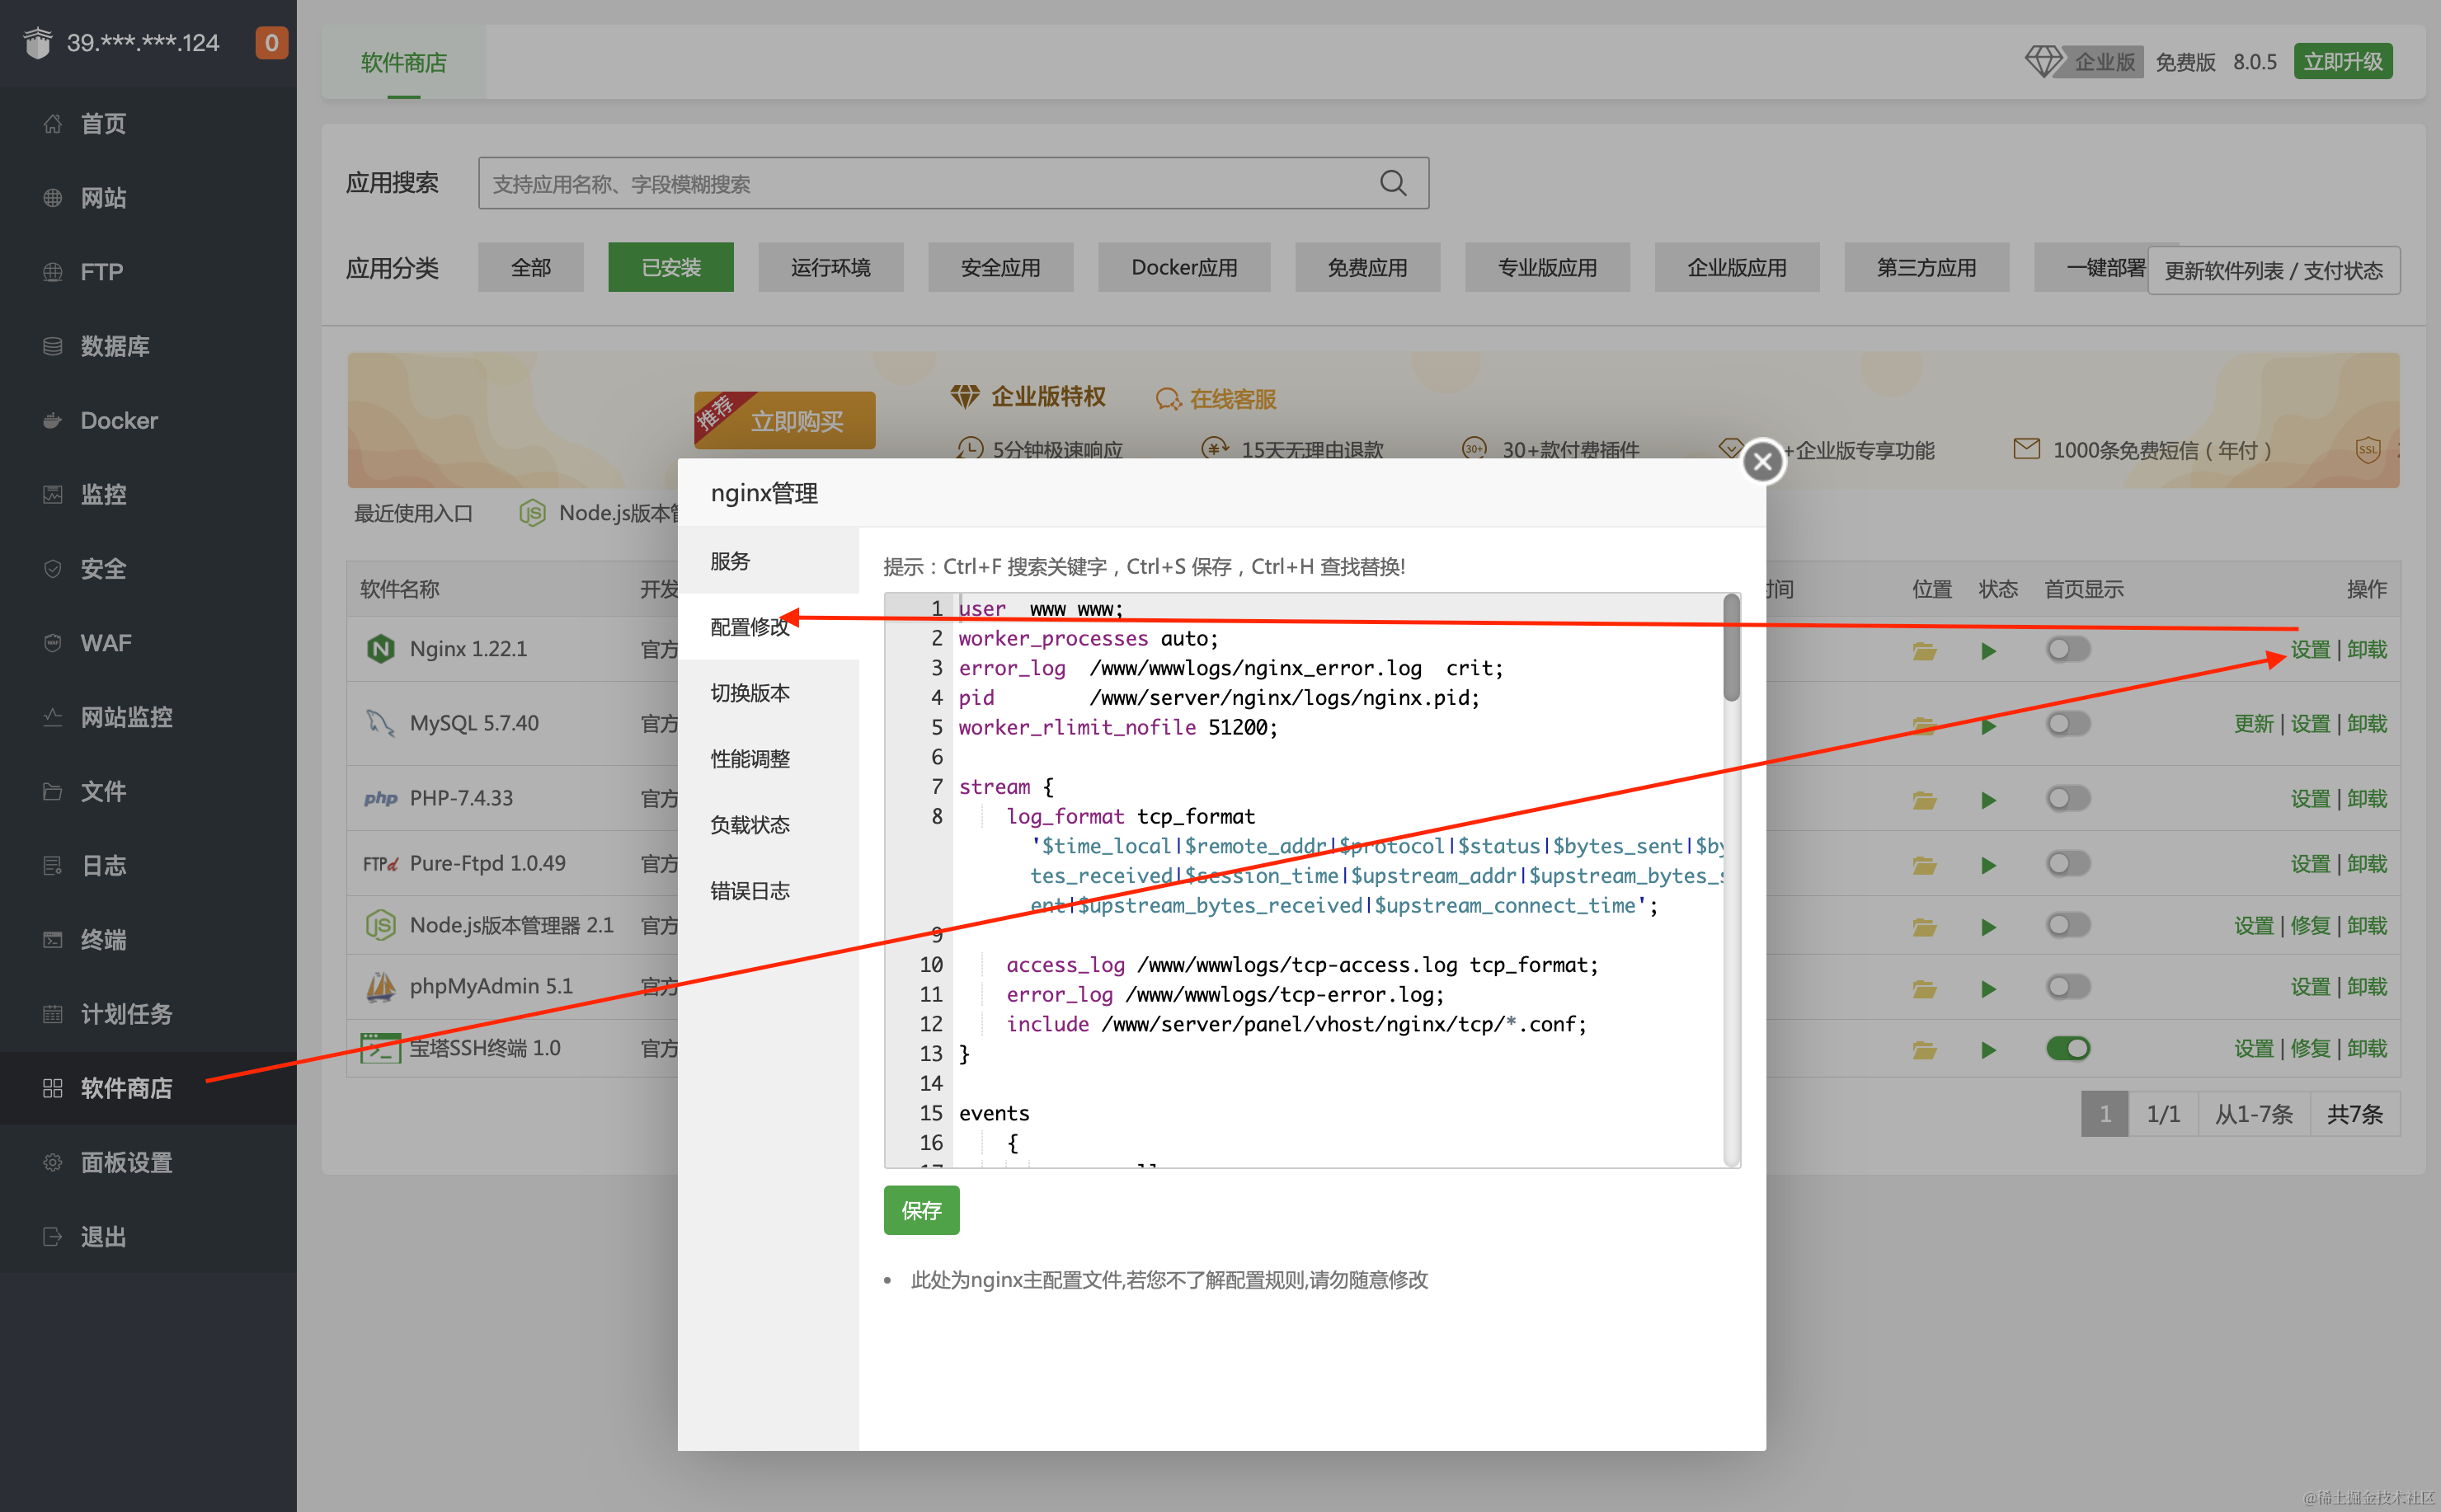 39.***.***.124
0
首页
网站
FTP
数据库
Docker
监控
安全
WAF
网站监控
文件
日志
终端
计划任务
软件商店
面板设置
退出
软件商店
企业版 免费版 8.0.5 立即升级
应用搜索 支持应用名称、字段模糊搜索
应用分类 全部 已安装 运行环境 安全应用 Docker应用 免费应用 专业版应用 企业版应用 第三方应用 一键部署 更新软件列表 / 支付状态
推荐 立即购买
企业版特权 在线客服
5分钟极速响应 15天无理由退款 30+ 30+款付费插件 +企业版专享功能 1000条免费短信（年付） SSL
最近使用入口 Node.js版本管
软件名称 开发 时间 位置 状态 首页显示 操作
Nginx 1.22.1 官方 设置 | 卸载
MySQL 5.7.40 官方 更新 | 设置 | 卸载
php PHP-7.4.33 官方 设置 | 卸载
FTPd Pure-Ftpd 1.0.49 官方 设置 | 卸载
Node.js版本管理器 2.1 官方 设置 | 修复 | 卸载
phpMyAdmin 5.1 官方 设置 | 卸载
宝塔SSH终端 1.0 官方 设置 | 修复 | 卸载
1 1/1 从1-7条 共7条
nginx管理
服务
配置修改
切换版本
性能调整
负载状态
错误日志
提示：Ctrl+F 搜索关键字，Ctrl+S 保存，Ctrl+H 查找替换!
1 user  www www;
2 worker_processes auto;
3 error_log  /www/wwwlogs/nginx_error.log  crit;
4 pid        /www/server/nginx/logs/nginx.pid;
5 worker_rlimit_nofile 51200;
6
7 stream {
8     log_format tcp_format
'$time_local|$remote_addr|$protocol|$status|$bytes_sent|$by
tes_received|$session_time|$upstream_addr|$upstream_bytes_s
ent|$upstream_bytes_received|$upstream_connect_time';
9
10     access_log /www/wwwlogs/tcp-access.log tcp_format;
11     error_log /www/wwwlogs/tcp-error.log;
12     include /www/server/panel/vhost/nginx/tcp/*.conf;
13 }
14
15 events
16     {
保存
• 此处为nginx主配置文件,若您不了解配置规则,请勿随意修改
@稀土掘金技术社区